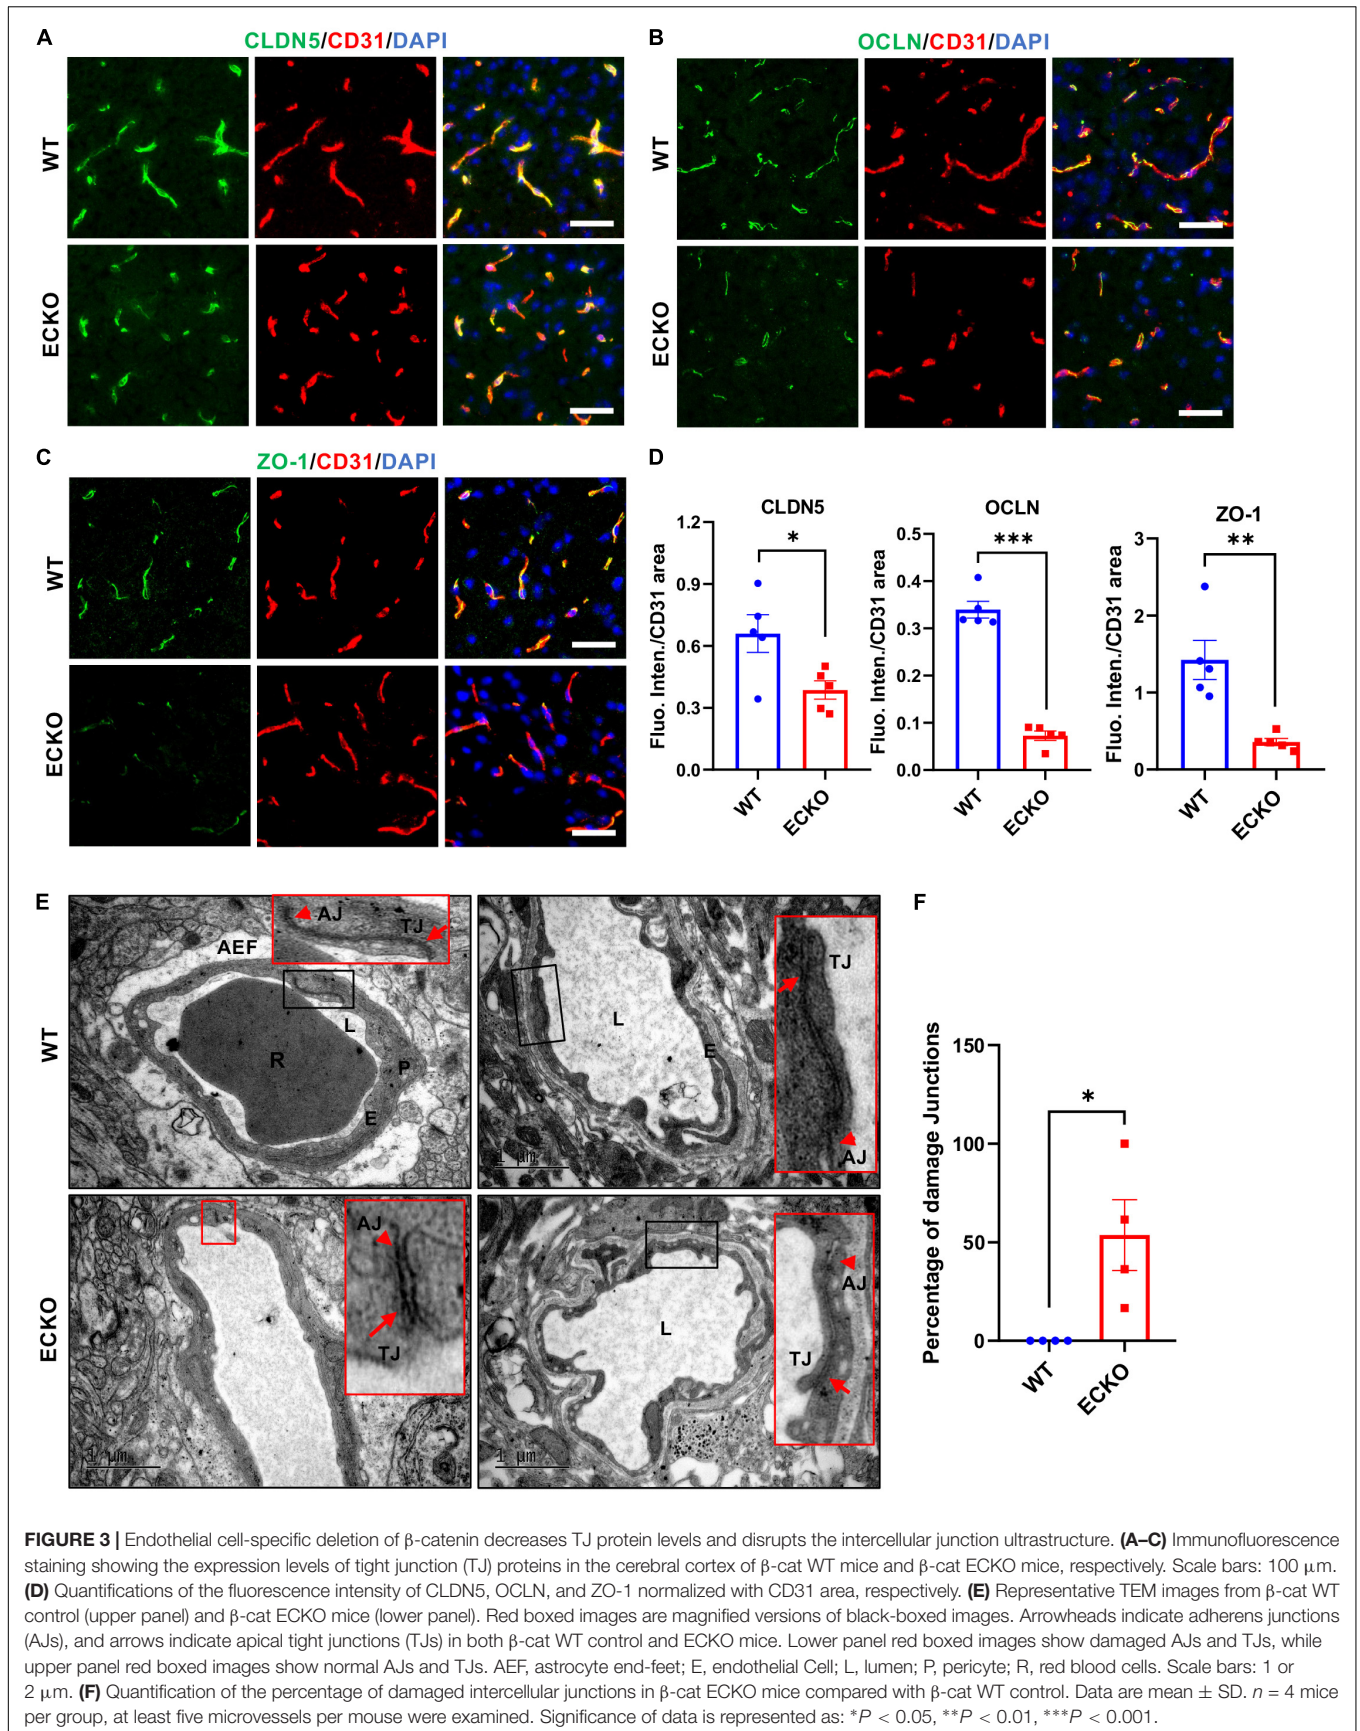 A
CLDN5/CD31/DAPI
WT
ECKO
B
OCLN/CD31/DAPI
WT
ECKO
C
ZO-1/CD31/DAPI
WT
ECKO
D
CLDN5
Fluo. Inten./CD31 area
1.2
0.9
0.6
0.3
0.0
*
WT
ECKO
OCLN
Fluo. Inten./CD31 area
0.5
0.4
0.3
0.2
0.1
0.0
***
WT
ECKO
ZO-1
Fluo. Inten./CD31 area
3
2
1
0
**
WT
ECKO
E
WT
AJ
TJ
AEF
L
R
P
E
L
E
TJ
AJ
1 μm
ECKO
AJ
TJ
1 μm
L
AJ
TJ
1 μm
F
Percentage of damage Junctions
150
100
50
0
*
WT
ECKO
FIGURE 3 | Endothelial cell-specific deletion of β-catenin decreases TJ protein levels and disrupts the intercellular junction ultrastructure. (A–C) Immunofluorescence
staining showing the expression levels of tight junction (TJ) proteins in the cerebral cortex of β-cat WT mice and β-cat ECKO mice, respectively. Scale bars: 100 μm.
(D) Quantifications of the fluorescence intensity of CLDN5, OCLN, and ZO-1 normalized with CD31 area, respectively. (E) Representative TEM images from β-cat WT
control (upper panel) and β-cat ECKO mice (lower panel). Red boxed images are magnified versions of black-boxed images. Arrowheads indicate adherens junctions
(AJs), and arrows indicate apical tight junctions (TJs) in both β-cat WT control and ECKO mice. Lower panel red boxed images show damaged AJs and TJs, while
upper panel red boxed images show normal AJs and TJs. AEF, astrocyte end-feet; E, endothelial Cell; L, lumen; P, pericyte; R, red blood cells. Scale bars: 1 or
2 μm. (F) Quantification of the percentage of damaged intercellular junctions in β-cat ECKO mice compared with β-cat WT control. Data are mean ± SD. n = 4 mice
per group, at least five microvessels per mouse were examined. Significance of data is represented as: *P < 0.05, **P < 0.01, ***P < 0.001.